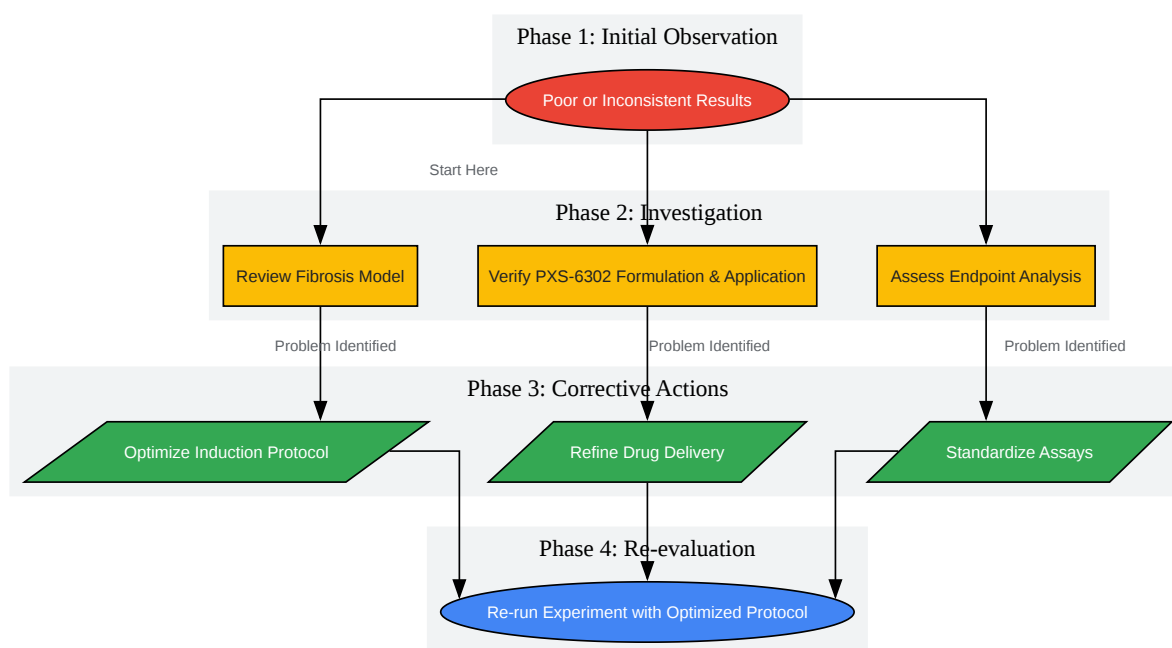 Phase 1: Initial Observation
Poor or Inconsistent Results
Start Here
Phase 2: Investigation
Review Fibrosis Model
Verify PXS-6302 Formulation & Application
Assess Endpoint Analysis
Problem Identified
Problem Identified
Problem Identified
Phase 3: Corrective Actions
Optimize Induction Protocol
Refine Drug Delivery
Standardize Assays
Phase 4: Re-evaluation
Re-run Experiment with Optimized Protocol